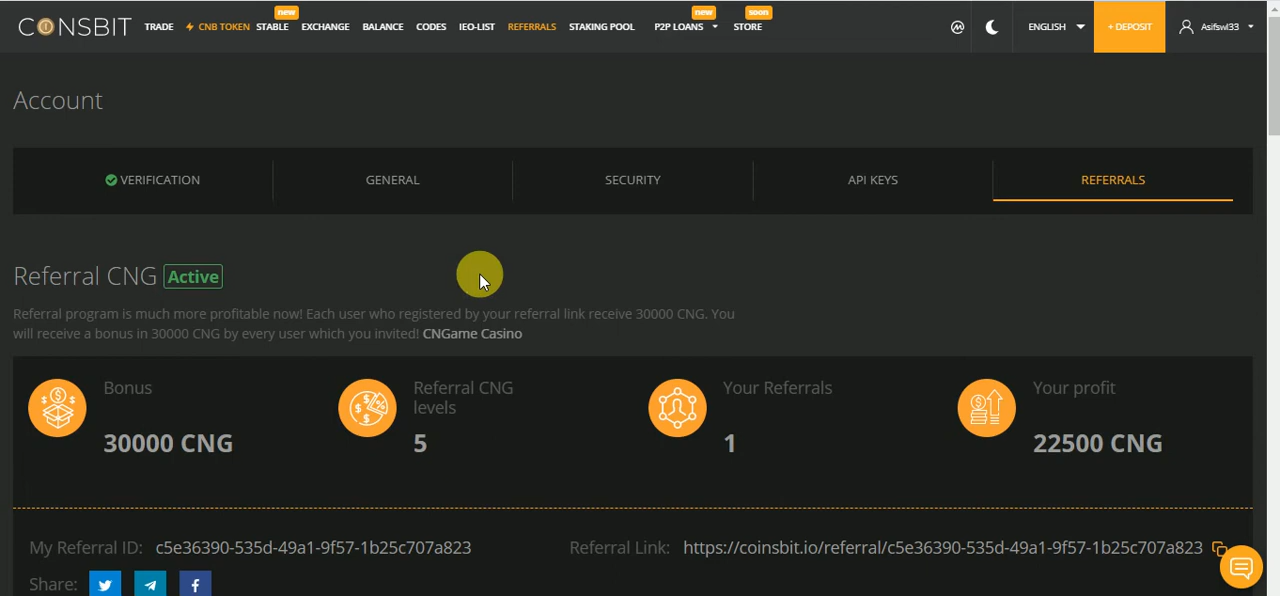 CONSBIT
TRADE
CNB TOKEN
new
STABLE
EXCHANGE
BALANCE
CODES
IEO-LIST
REFERRALS
STAKING POOL
new
P2P LOANS
soon
STORE
ENGLISH
+ DEPOSIT
Asifswl33
Account
VERIFICATION
GENERAL
SECURITY
API KEYS
REFERRALS
Referral CNG Active
Referral program is much more profitable now! Each user who registered by your referral link receive 30000 CNG. You
will receive a bonus in 30000 CNG by every user which you invited! CNGame Casino
Bonus
30000 CNG
Referral CNG
levels
5
Your Referrals
1
Your profit
22500 CNG
My Referral ID: c5e36390-535d-49a1-9f57-1b25c707a823
Referral Link: https://coinsbit.io/referral/c5e36390-535d-49a1-9f57-1b25c707a823
Share: